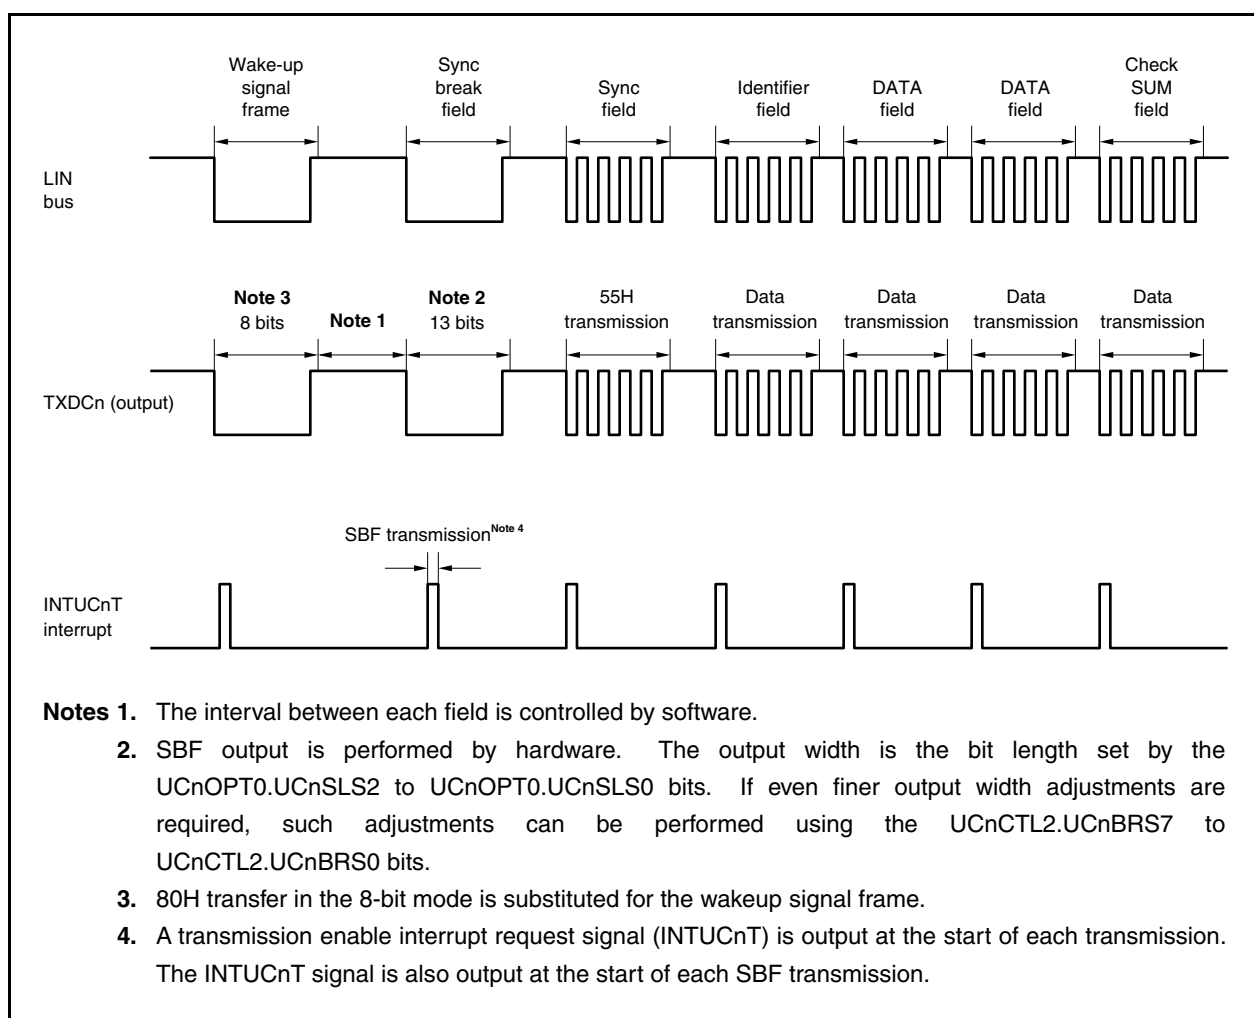 Wake-up
signal
frame
Sync
break
field
Sync
field
Identifier
field
DATA
field
DATA
field
Check
SUM
field
LIN
bus
Note 3
8 bits
Note 1
Note 2
13 bits
55H
transmission
Data
transmission
Data
transmission
Data
transmission
Data
transmission
TXDCn (output)
SBF transmission Note 4
INTUCnT
interrupt
Notes 1. The interval between each field is controlled by software.
2. SBF output is performed by hardware. The output width is the bit length set by the
UCnOPT0.UCnSLS2 to UCnOPT0.UCnSLS0 bits. If even finer output width adjustments are
required, such adjustments can be performed using the UCnCTL2.UCnBRS7 to
UCnCTL2.UCnBRS0 bits.
3. 80H transfer in the 8-bit mode is substituted for the wakeup signal frame.
4. A transmission enable interrupt request signal (INTUCnT) is output at the start of each transmission.
The INTUCnT signal is also output at the start of each SBF transmission.